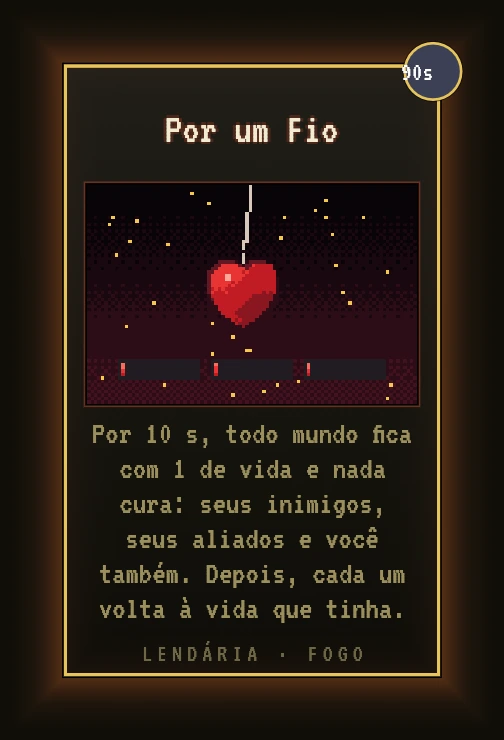 90s
Por um Fio
Por 10 s, todo mundo fica
com 1 de vida e nada
cura: seus inimigos,
seus aliados e você
também. Depois, cada um
volta à vida que tinha.
LENDÁRIA · FOGO